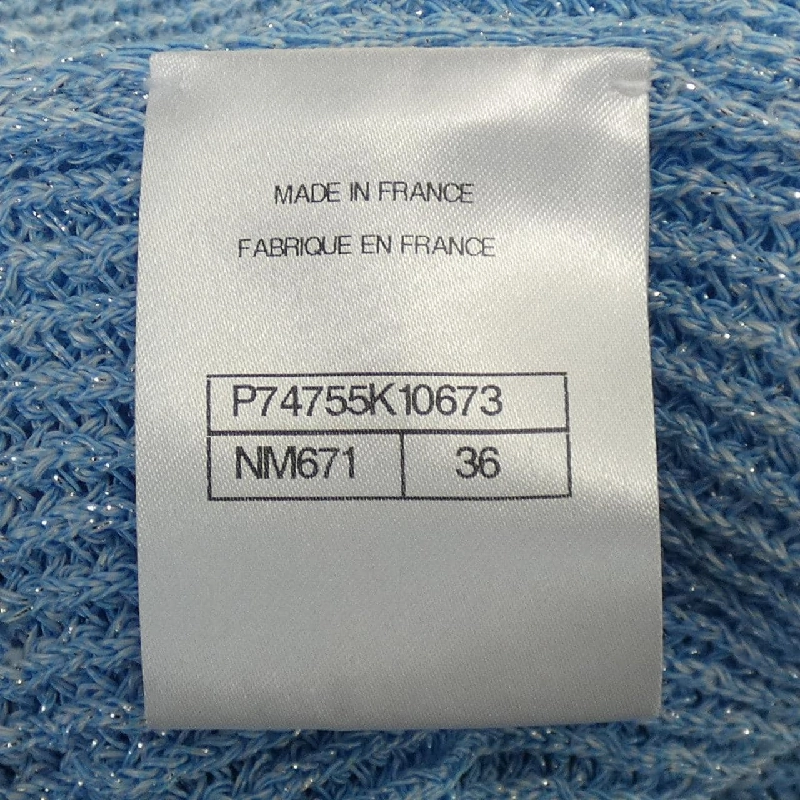 MADE IN FRANCE
FABRIQUE EN FRANCE
P74755K10673
NM671 36